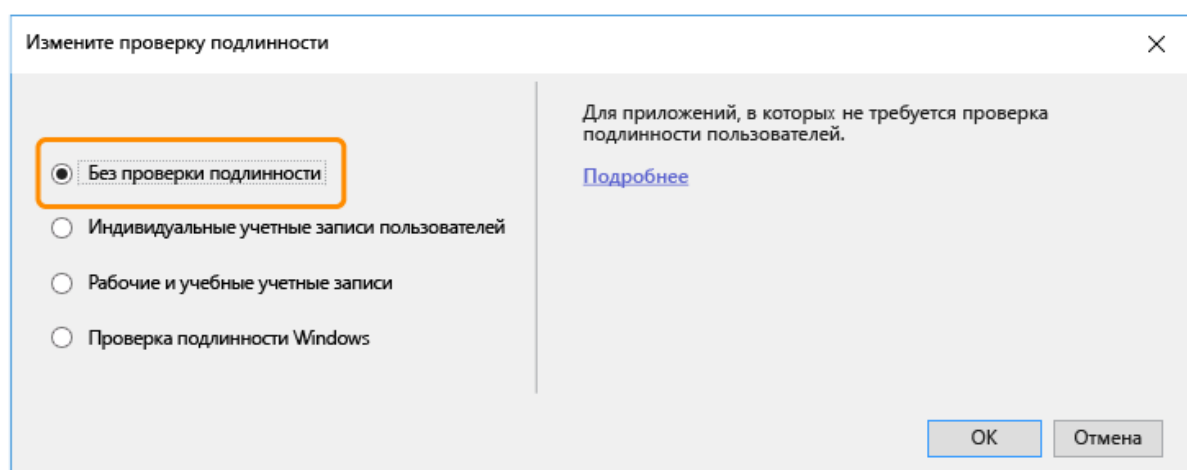 Измените проверку подлинности
Без проверки подлинности
Индивидуальные учетные записи пользователей
Рабочие и учебные учетные записи
Проверка подлинности Windows
Для приложений, в которых не требуется проверка
подлинности пользователей.
Подробнее
ОК
Отмена